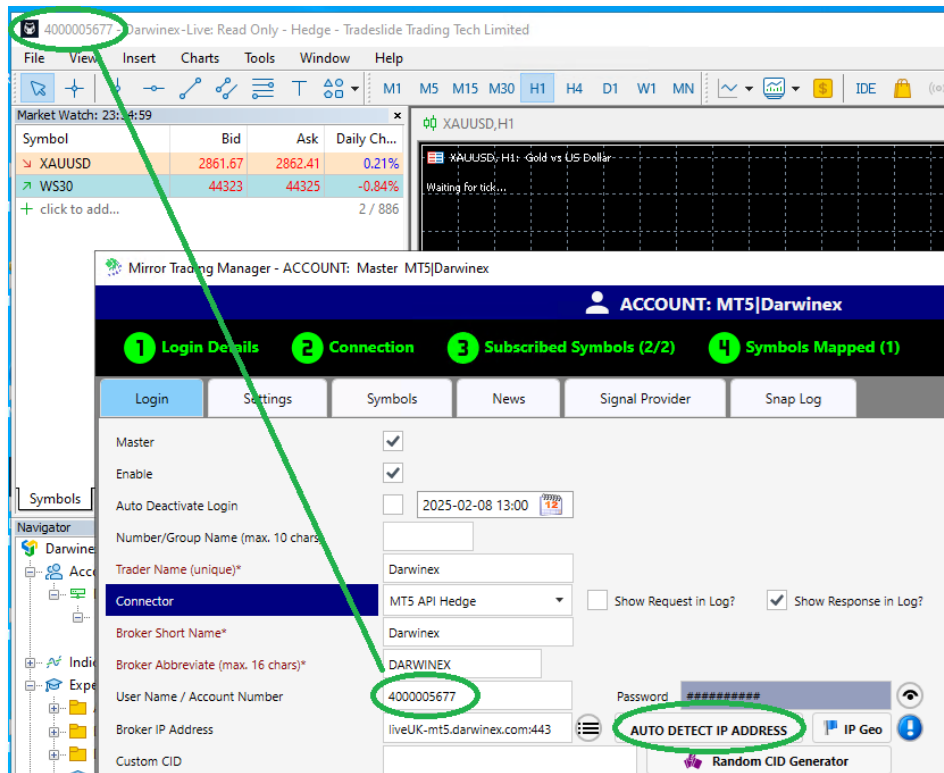 4000005677 - Darwinex-Live: Read Only - Hedge - Tradeslide Trading Tech Limited
File View Insert Charts Tools Window Help
M1 M5 M15 M30 H1 H4 D1 W1 MN IDE
Market Watch: 23:54:59
XAUUSD,H1
Symbol Bid Ask Daily Ch...
XAUUSD 2861.67 2862.41 0.21%
XAUUSD, H1: Gold vs US Dollar
WS30 44323 44325 -0.84%
Waiting for tick...
click to add... 2 / 886
Mirror Trading Manager - ACCOUNT: Master MT5|Darwinex
ACCOUNT: MT5|Darwinex
1 Login Details 2 Connection 3 Subscribed Symbols (2/2) 4 Symbols Mapped (1)
Login Settings Symbols News Signal Provider Snap Log
Master
Enable
Symbols
Auto Deactivate Login 2025-02-08 13:00 12
Navigator
Number/Group Name (max. 10 chars
Darwine
Trader Name (unique)* Darwinex
Acco
Connector MT5 API Hedge Show Request in Log? Show Response in Log?
Broker Short Name* Darwinex
Indic
Broker Abbreviate (max. 16 chars)* DARWINEX
Expe
User Name / Account Number 4000005677 Password ##########
Broker IP Address liveUK-mt5.darwinex.com:443 AUTO DETECT IP ADDRESS IP Geo
Custom CID Random CID Generator